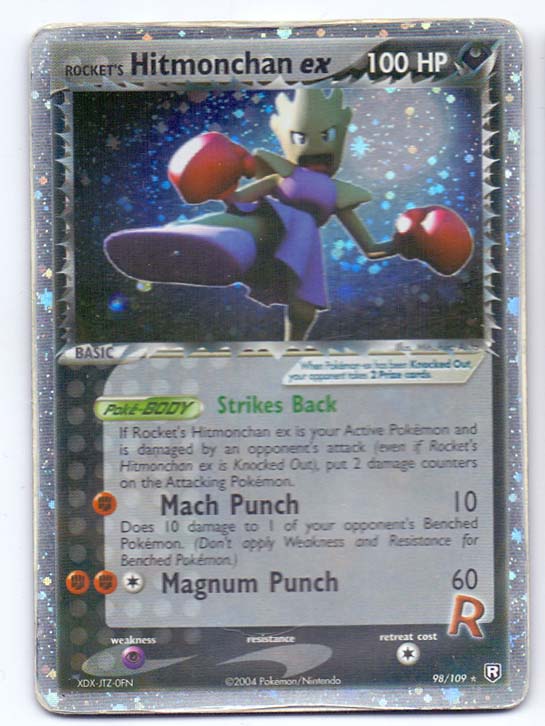 ROCKET'S Hitmonchan ex 100 HP
BASIC
When Pokémon-ex has been Knocked Out,
your opponent takes 2 Prize cards.
Poké-BODY Strikes Back
If Rocket's Hitmonchan ex is your Active Pokémon and
is damaged by an opponent's attack (even if Rocket's
Hitmonchan ex is Knocked Out), put 2 damage counters
on the Attacking Pokémon.
Mach Punch 10
Does 10 damage to 1 of your opponent's Benched
Pokémon. (Don't apply Weakness and Resistance for
Benched Pokémon.)
Magnum Punch 60
R
weakness resistance retreat cost
XDX-JTZ-0FN ©2004 Pokémon/Nintendo 98/109 R